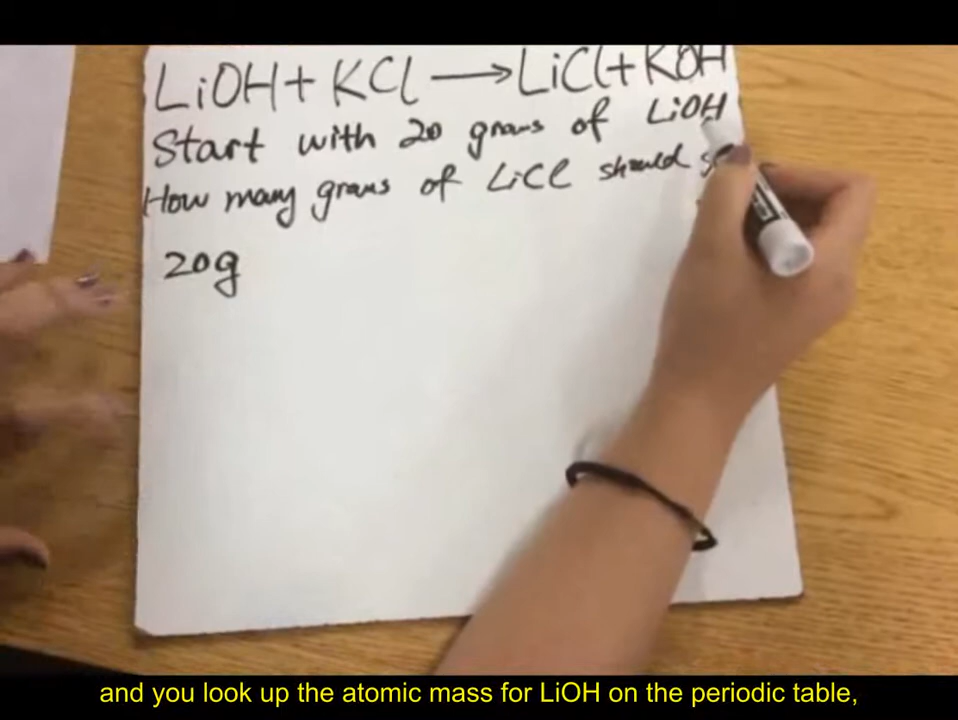 LiOH + KCl → LiCl + KOH
Start with 20 grams of LiOH
How many grams of LiCl should
20g
and you look up the atomic mass for LiOH on the periodic table,